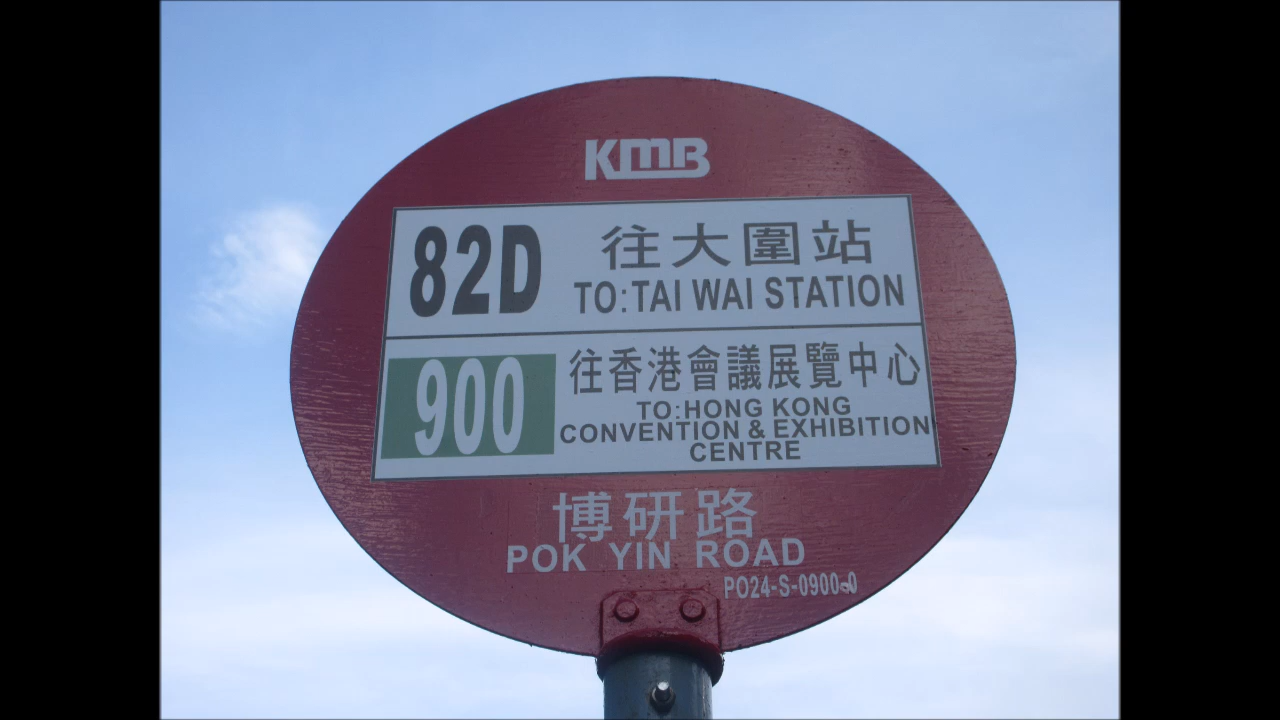 KMB
82D
往大圍站
TO:TAI WAI STATION
900
往香港會議展覽中心
TO:HONG KONG
CONVENTION & EXHIBITION
CENTRE
博研路
POK YIN ROAD